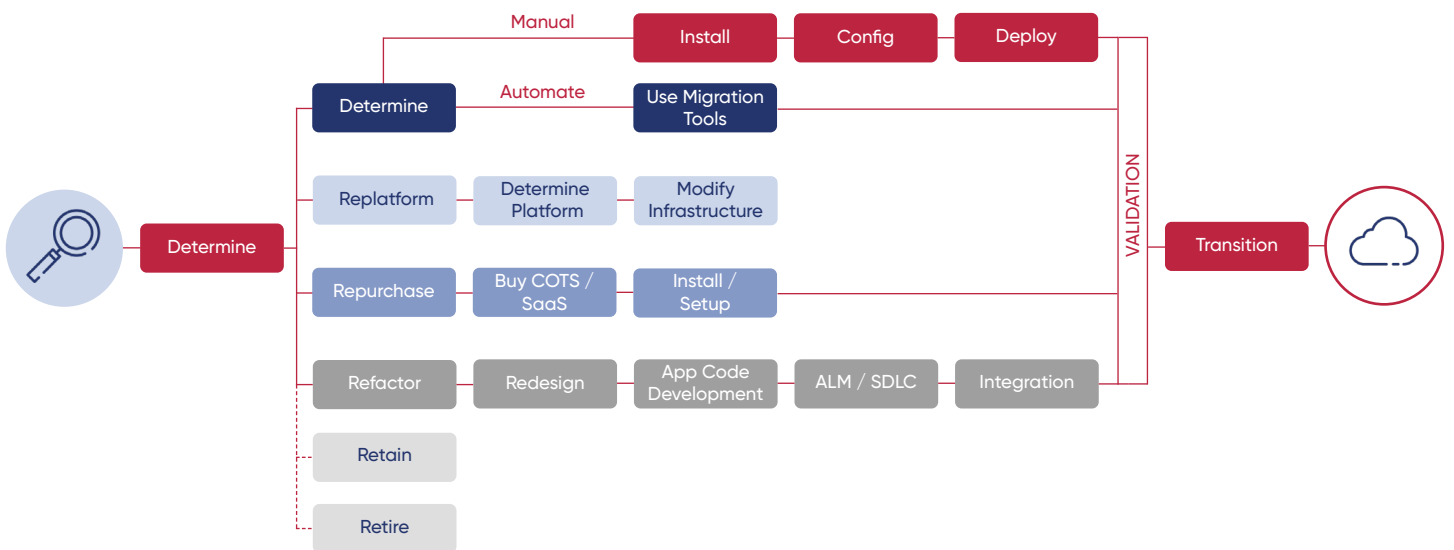 Manual
Install
Config
Deploy
Determine
Automate
Use Migration
Tools
Replatform
Determine
Platform
Modify
Infrastructure
Determine
Repurchase
Buy COTS /
SaaS
Install /
Setup
Refactor
Redesign
App Code
Development
ALM / SDLC
Integration
Retain
Retire
VALIDATION
Transition